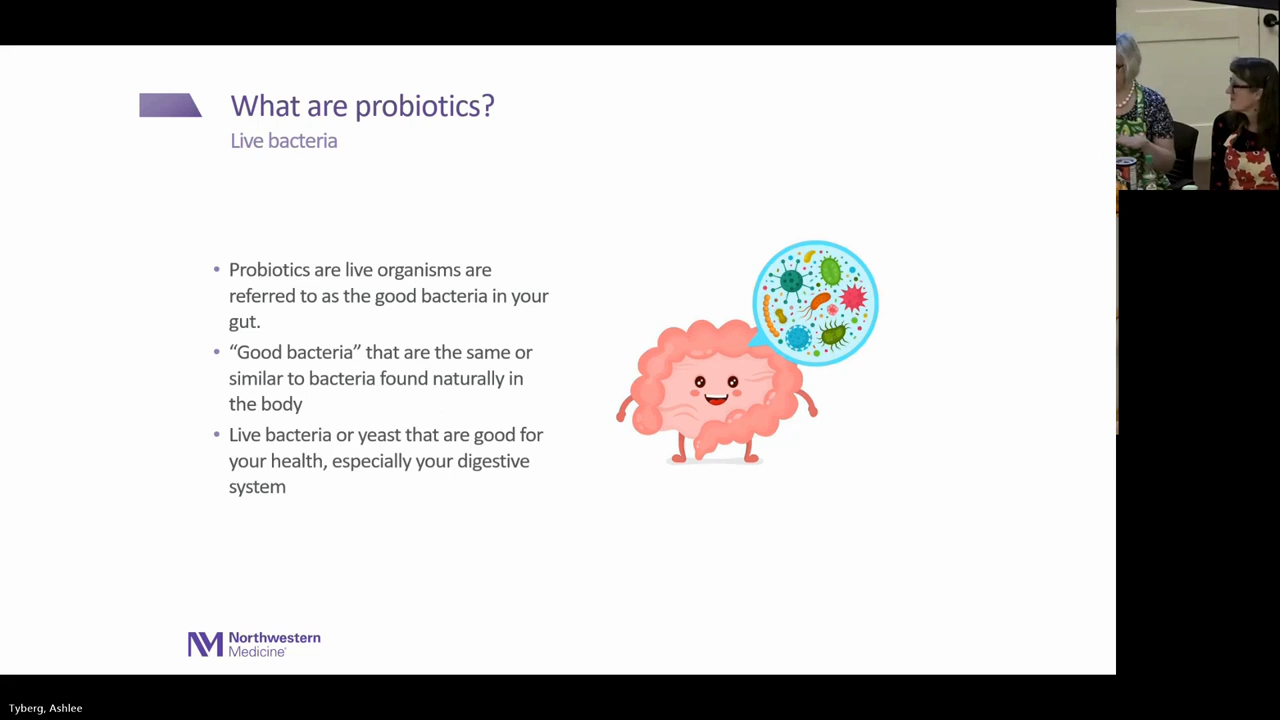 What are probiotics?
Live bacteria
• Probiotics are live organisms are
referred to as the good bacteria in your
gut.
• “Good bacteria” that are the same or
similar to bacteria found naturally in
the body
• Live bacteria or yeast that are good for
your health, especially your digestive
system
Northwestern
Medicine®
Tyberg, Ashlee